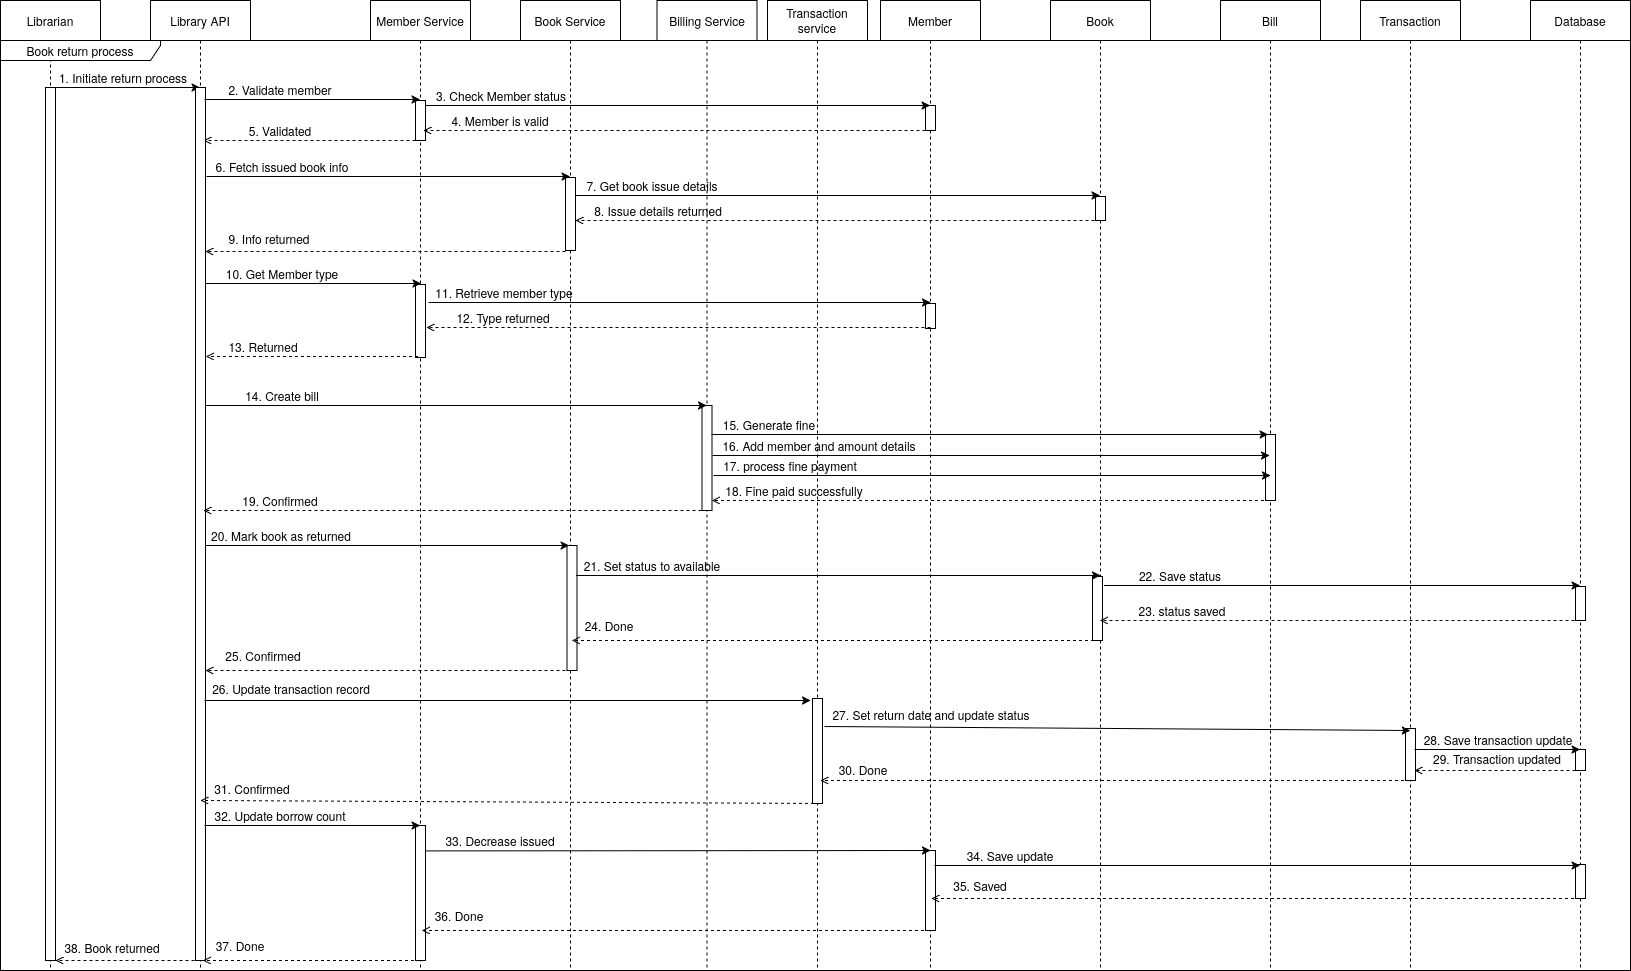 Librarian
Library API
Member Service
Book Service
Billing Service
Transaction
service
Member
Book
Bill
Transaction
Database
Book return process
1. Initiate return process
2. Validate member
3. Check Member status
4. Member is valid
5. Validated
6. Fetch issued book info
7. Get book issue details
8. Issue details returned
9. Info returned
10. Get Member type
11. Retrieve member type
12. Type returned
13. Returned
14. Create bill
15. Generate fine
16. Add member and amount details
17. process fine payment
18. Fine paid successfully
19. Confirmed
20. Mark book as returned
21. Set status to available
22. Save status
23. status saved
24. Done
25. Confirmed
26. Update transaction record
27. Set return date and update status
28. Save transaction update
29. Transaction updated
30. Done
31. Confirmed
32. Update borrow count
33. Decrease issued
34. Save update
35. Saved
36. Done
37. Done
38. Book returned